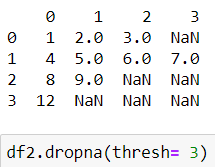 0 1 2 3
0 1 2.0 3.0 NaN
1 4 5.0 6.0 7.0
2 8 9.0 NaN NaN
3 12 NaN NaN NaN
df2.dropna(thresh= 3)